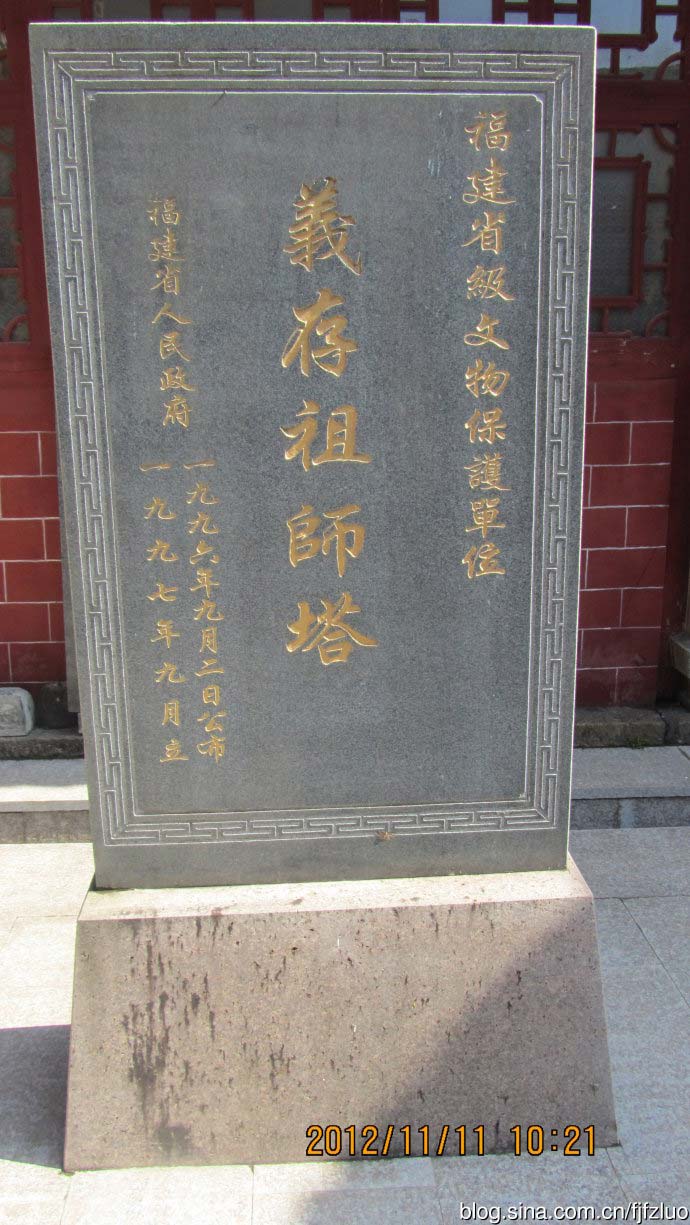 福建省級文物保護單位
義存祖師塔
福建省人民政府
一九九六年九月二日公布
一九九七年九月立
2012/11/11 10:21
blog.sina.com.cn/fjfzluo